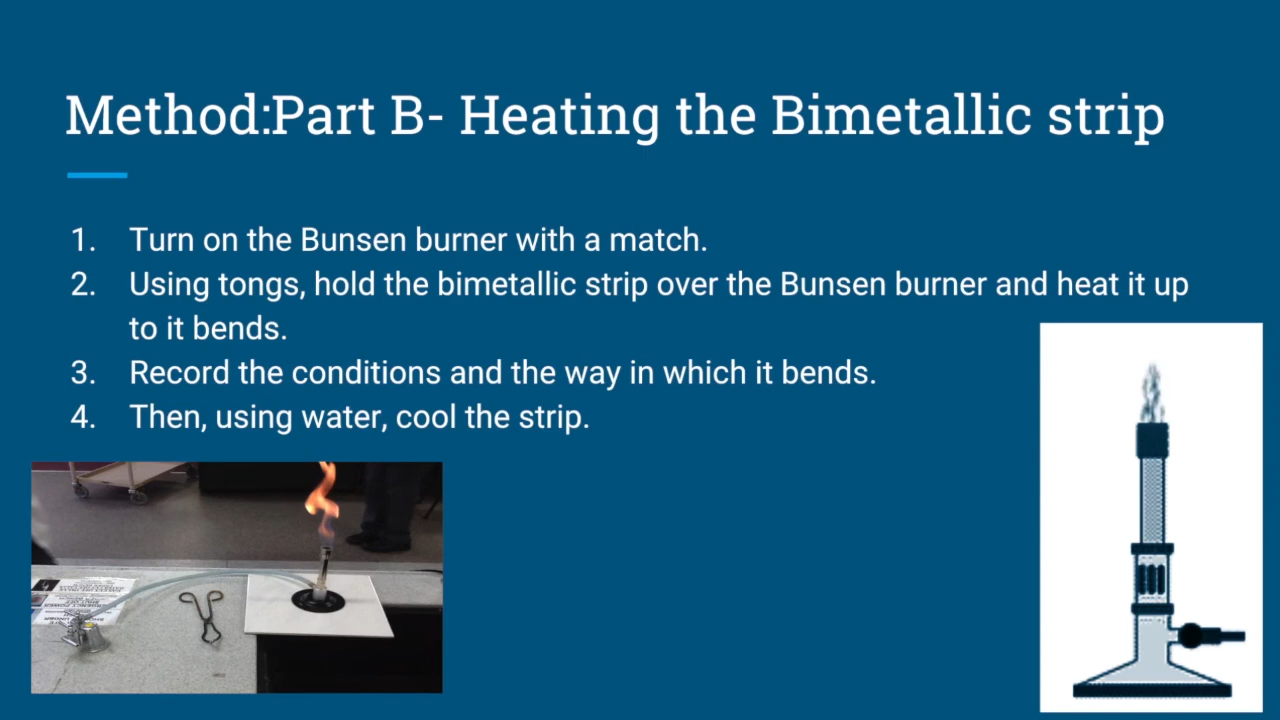 Method:Part B- Heating the Bimetallic strip
1. Turn on the Bunsen burner with a match.
2. Using tongs, hold the bimetallic strip over the Bunsen burner and heat it up
to it bends.
3. Record the conditions and the way in which it bends.
4. Then, using water, cool the strip.